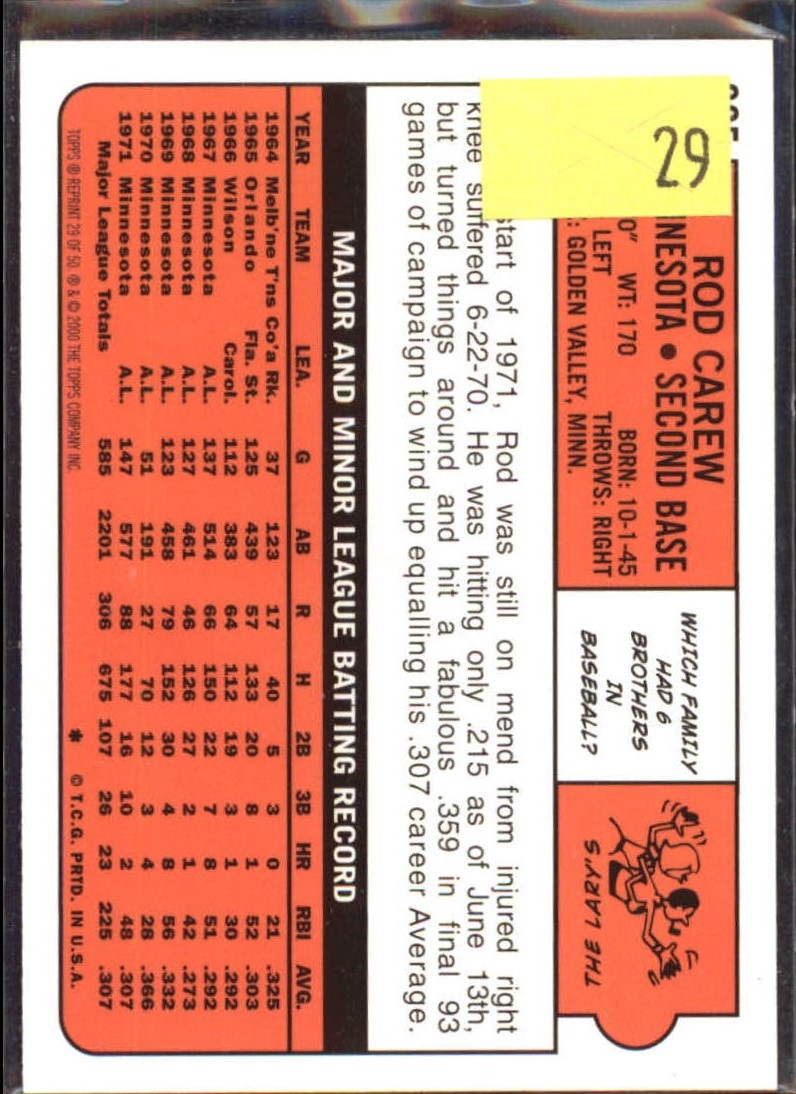 29
ROD CAREW
NESOTA • SECOND BASE
0" WT: 170 BORN: 10-1-45
LEFT THROWS: RIGHT
: GOLDEN VALLEY, MINN.
WHICH FAMILY
HAD 6
BROTHERS
IN
BASEBALL?
THE LARY'S
start of 1971, Rod was still on mend from injured right
knee suffered 6-22-70. He was hitting only .215 as of June 13th,
but turned things around and hit a fabulous .359 in final 93
games of campaign to wind up equalling his .307 career Average.
MAJOR AND MINOR LEAGUE BATTING RECORD
YEAR TEAM LEA. G AB R H 2B 3B HR RBI AVG.
1964 Melb'ne T'ns Co'a Rk. 37 123 17 40 5 3 0 21 .325
1965 Orlando Fla. St. 125 439 57 133 20 8 1 52 .303
1966 Wilson Carol. 112 383 64 112 19 3 1 30 .292
1967 Minnesota A.L. 137 514 66 150 22 7 8 51 .292
1968 Minnesota A.L. 127 461 46 126 27 2 1 42 .273
1969 Minnesota A.L. 123 458 79 152 30 4 8 56 .332
1970 Minnesota A.L. 51 191 27 70 12 3 4 28 .366
1971 Minnesota A.L. 147 577 88 177 16 10 2 48 .307
Major League Totals 585 2201 306 675 107 26 23 225 .307
TOPPS ® REPRINT 29 OF 50. ® & © 2000 THE TOPPS COMPANY INC.
* © T.C.G. PRTD. IN U.S.A.